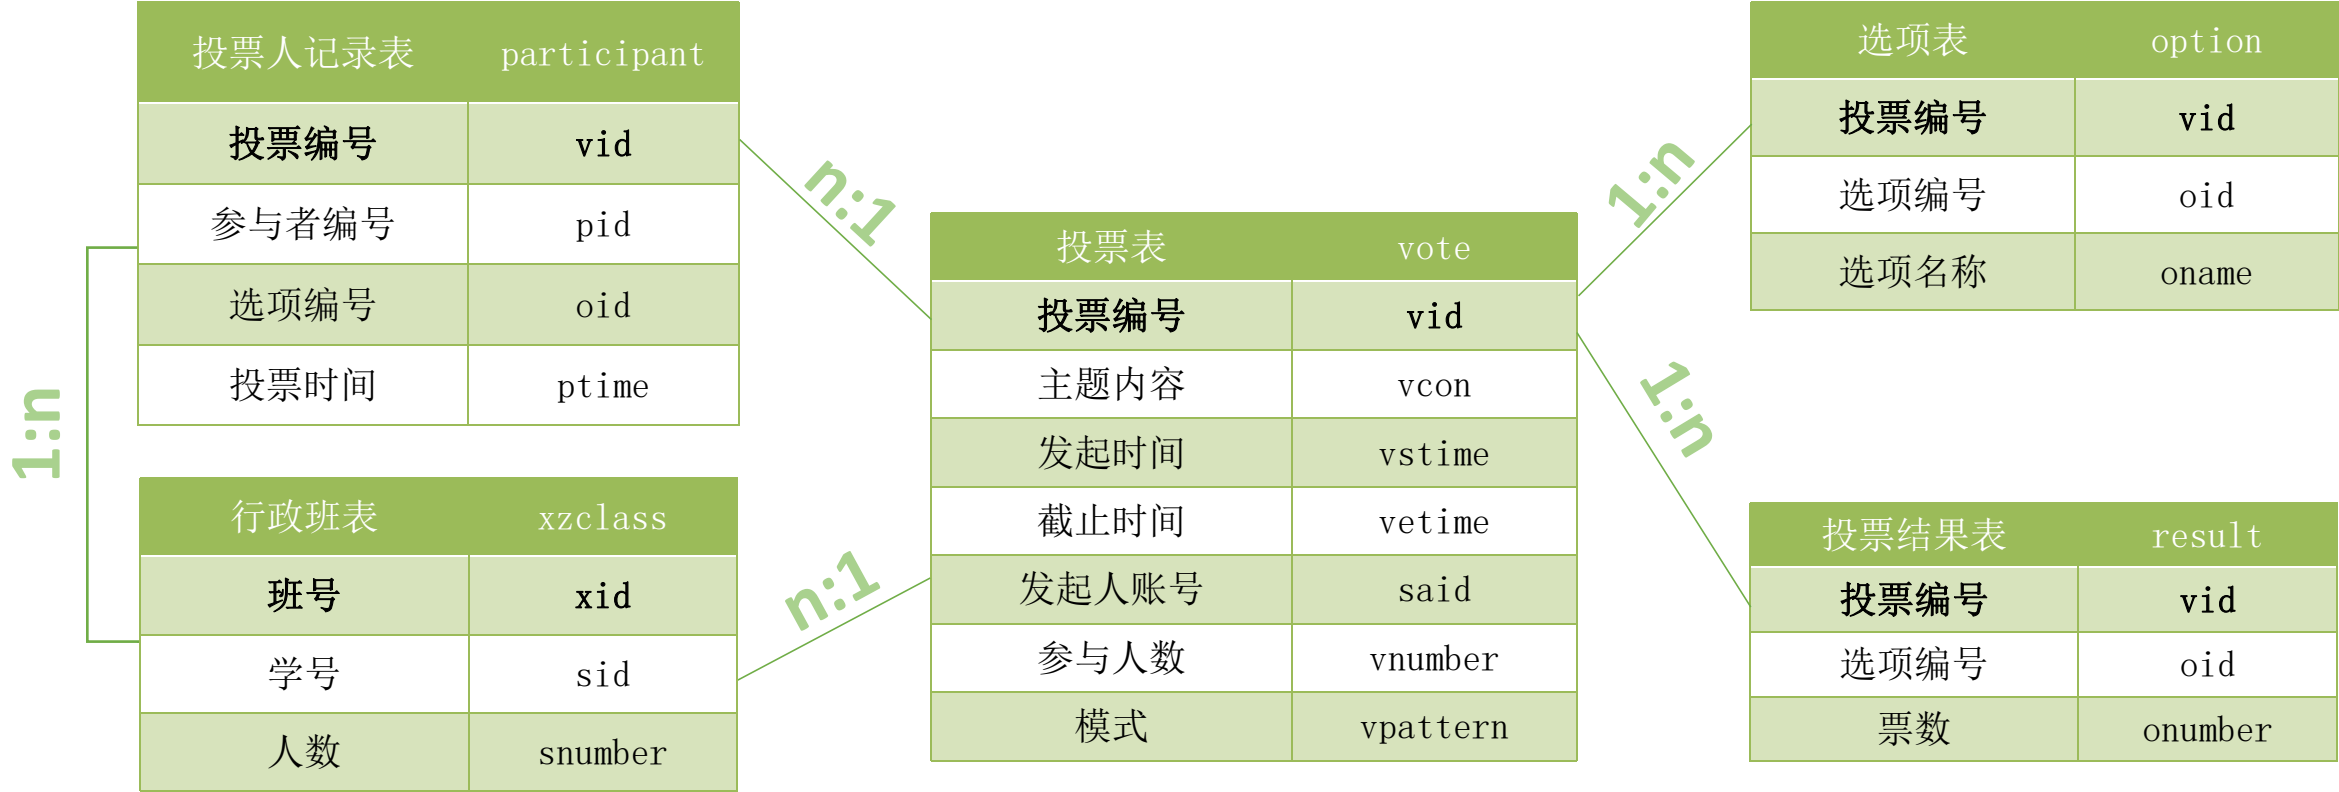 投票人记录表 participant
投票编号 vid
参与者编号 pid
选项编号 oid
投票时间 ptime
1:n
行政班表 xzclass
班号 xid
学号 sid
人数 snumber
n:1
n:1
投票表 vote
投票编号 vid
主题内容 vcon
发起时间 vstime
截止时间 vetime
发起人账号 said
参与人数 vnumber
模式 vpattern
1:n
1:n
选项表 option
投票编号 vid
选项编号 oid
选项名称 oname
投票结果表 result
投票编号 vid
选项编号 oid
票数 onumber